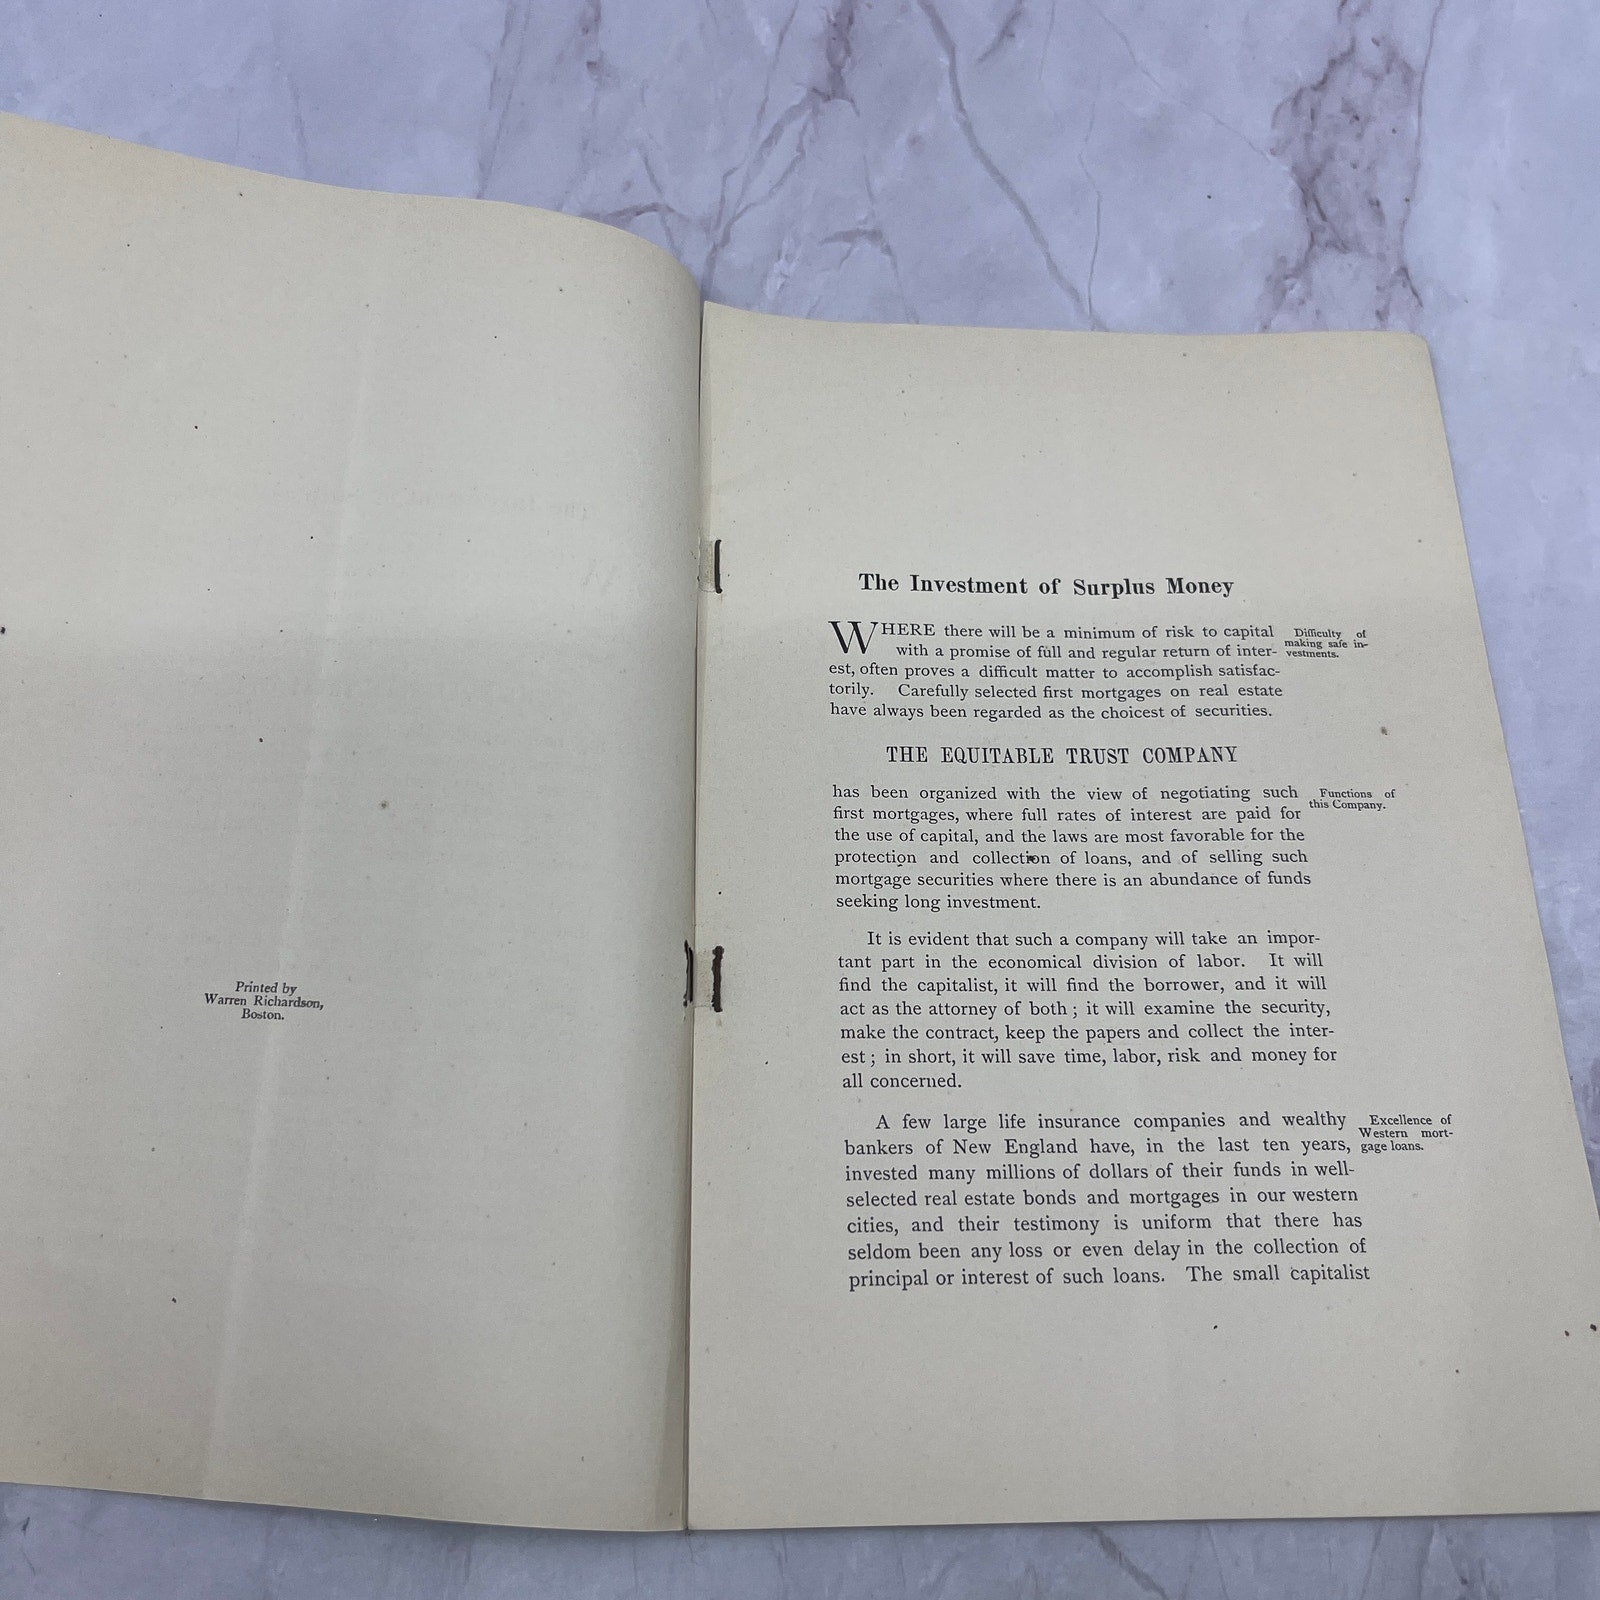 Printed by
Warren Richardson,
Boston.
The Investment of Surplus Money
WHERE there will be a minimum of risk to capital
with a promise of full and regular return of inter-
est, often proves a difficult matter to accomplish satisfac-
torily. Carefully selected first mortgages on real estate
have always been regarded as the choicest of securities.
Difficulty of
making safe in-
vestments.
THE EQUITABLE TRUST COMPANY
has been organized with the view of negotiating such
first mortgages, where full rates of interest are paid for
the use of capital, and the laws are most favorable for the
protection and collection of loans, and of selling such
mortgage securities where there is an abundance of funds
seeking long investment.
Functions of
this Company.
It is evident that such a company will take an impor-
tant part in the economical division of labor. It will
find the capitalist, it will find the borrower, and it will
act as the attorney of both ; it will examine the security,
make the contract, keep the papers and collect the inter-
est ; in short, it will save time, labor, risk and money for
all concerned.
A few large life insurance companies and wealthy
bankers of New England have, in the last ten years,
invested many millions of dollars of their funds in well-
selected real estate bonds and mortgages in our western
cities, and their testimony is uniform that there has
seldom been any loss or even delay in the collection of
principal or interest of such loans. The small capitalist
Excellence of
Western mort-
gage loans.